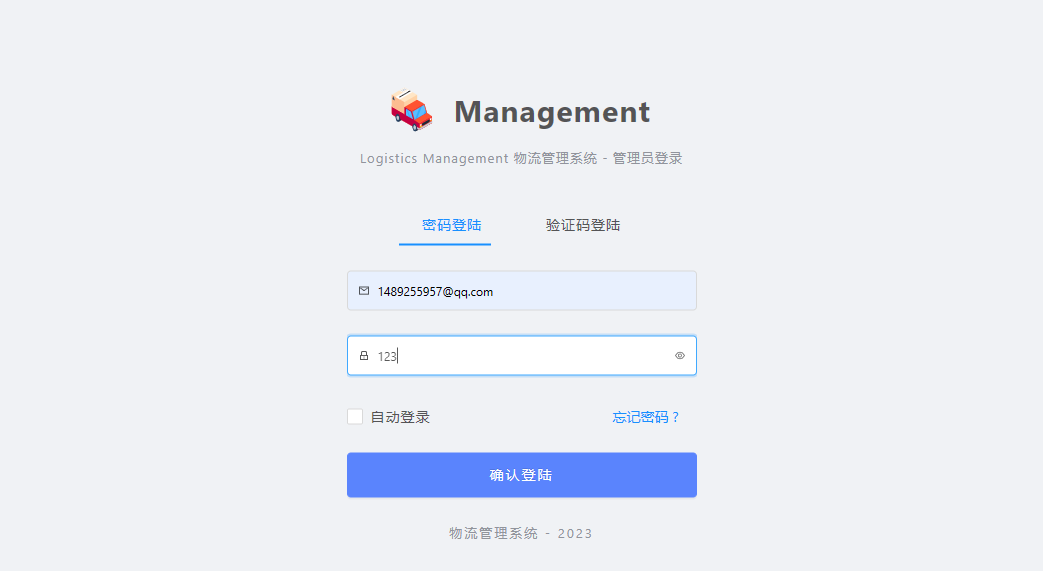 Management
Logistics Management 物流管理系统 - 管理员登录
密码登陆 验证码登陆
1489255957@qq.com
123
自动登录 忘记密码 ?
确认登陆
物流管理系统 - 2023